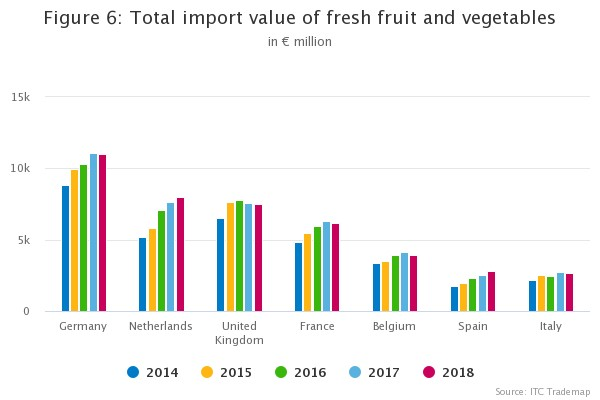 Figure 6: Total import value of fresh fruit and vegetables
in € million
15k
10k
5k
0
Germany Netherlands United Kingdom France Belgium Spain Italy
2014 2015 2016 2017 2018
Source: ITC Trademap